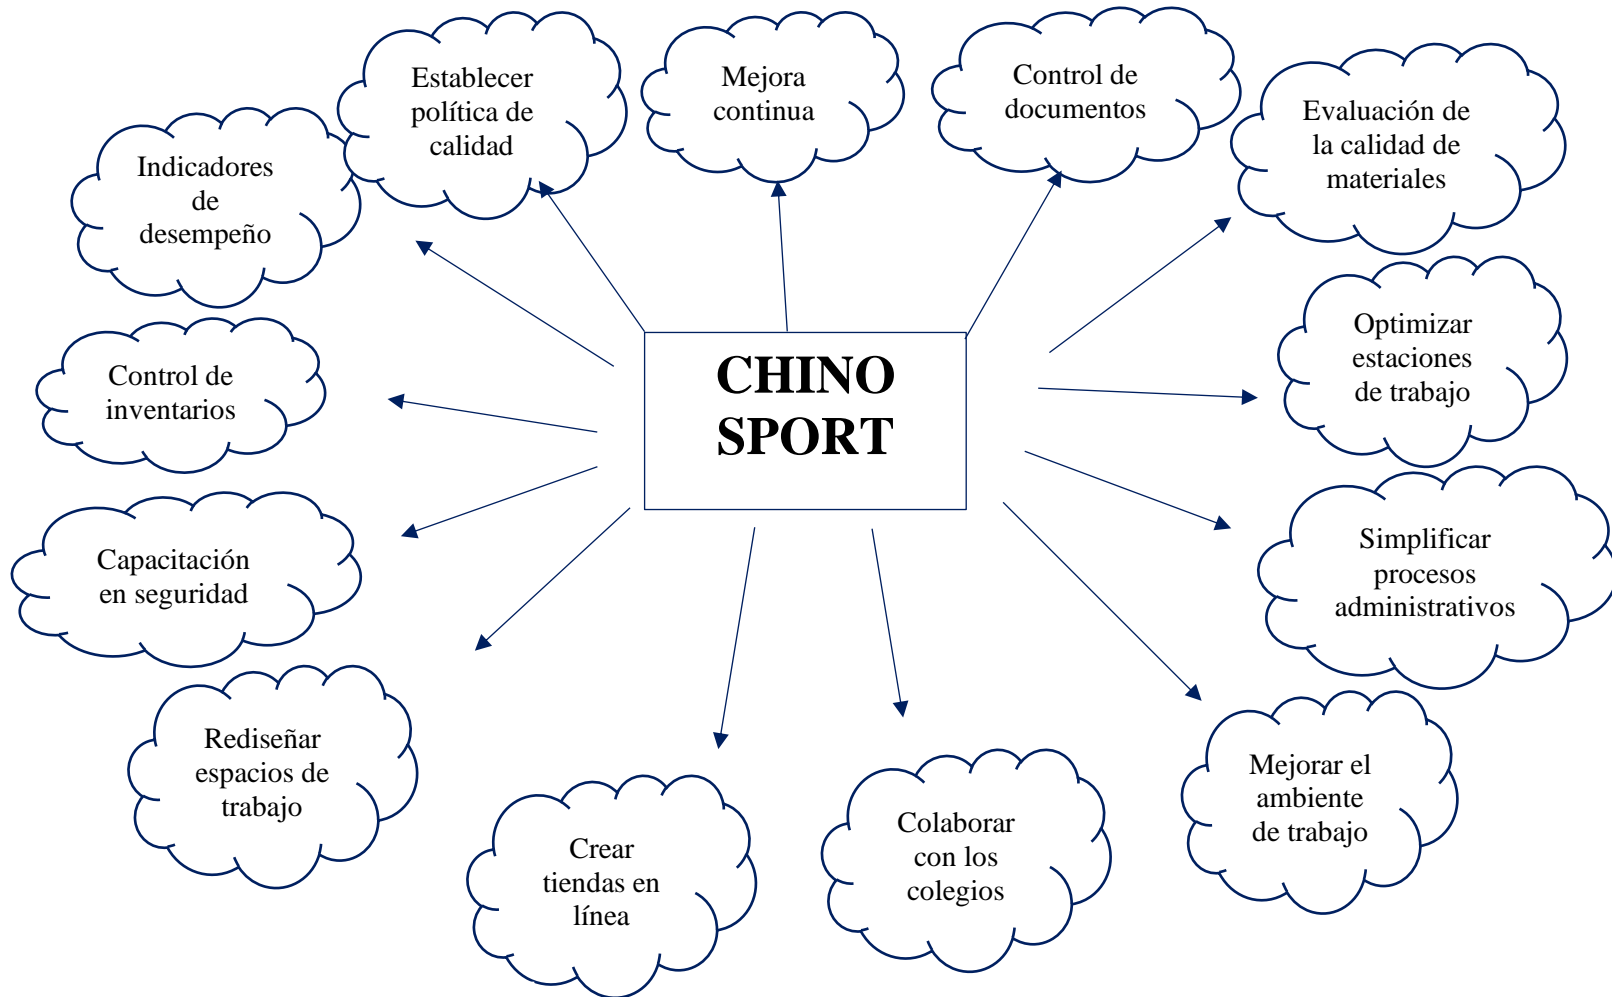 Establecer
política de
calidad
Mejora
continua
Control de
documentos
Evaluación de
la calidad de
materiales
Indicadores
de
desempeño
CHINO
SPORT
Optimizar
estaciones
de trabajo
Control de
inventarios
Simplificar
procesos
administrativos
Capacitación
en seguridad
Rediseñar
espacios de
trabajo
Mejorar el
ambiente
de trabajo
Crear
tiendas en
línea
Colaborar
con los
colegios